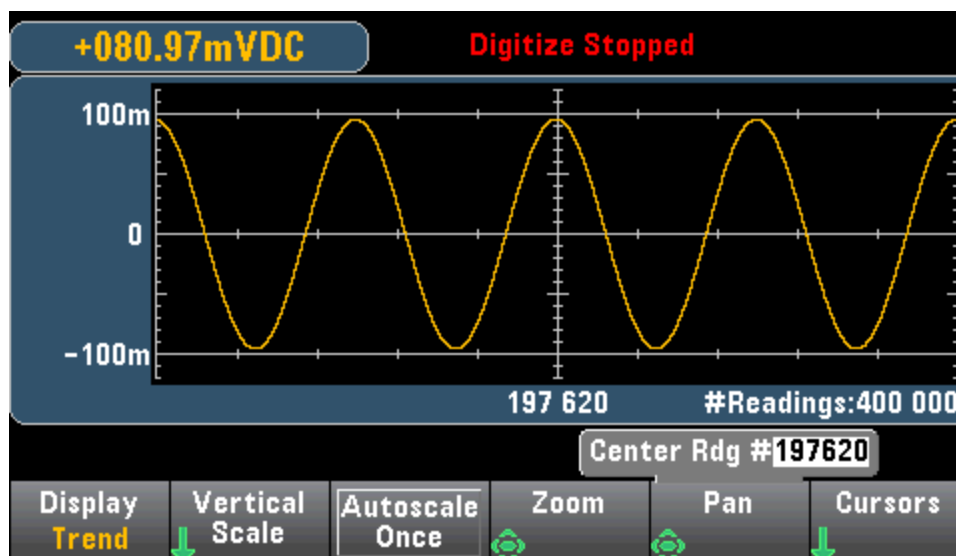 +080.97mVDC
Digitize Stopped
100m
0
-100m
197 620
#Readings:400 000
Center Rdg #197620
Display
Trend
Vertical
Scale
Autoscale
Once
Zoom
Pan
Cursors